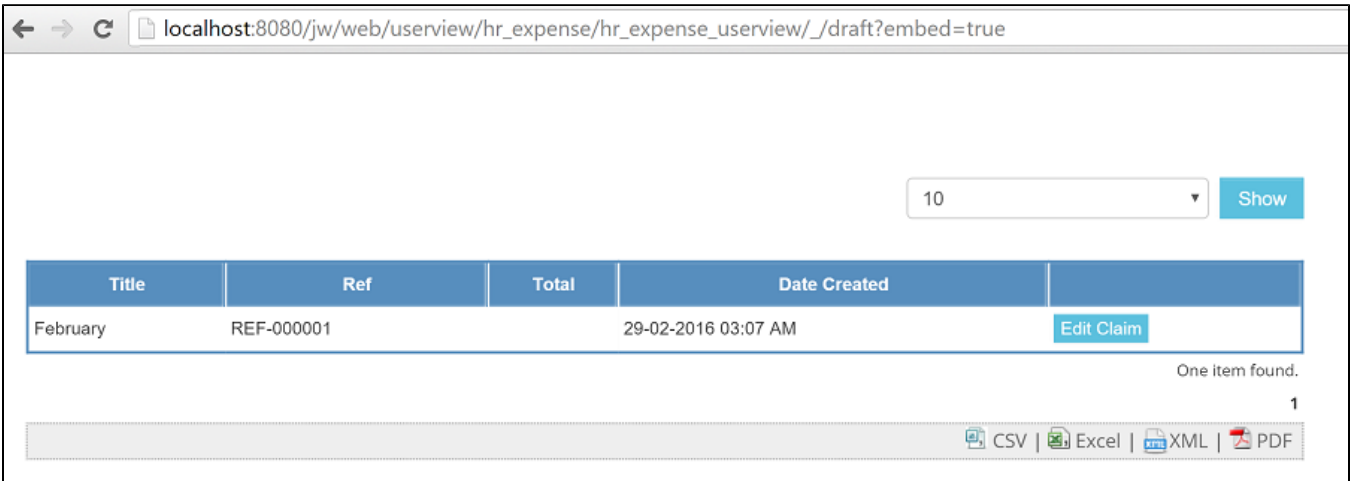 localhost:8080/jw/web/userview/hr_expense/hr_expense_userview/_/draft?embed=true
10 Show
Title Ref Total Date Created
February REF-000001 29-02-2016 03:07 AM Edit Claim
One item found.
1
CSV | Excel | XML | PDF